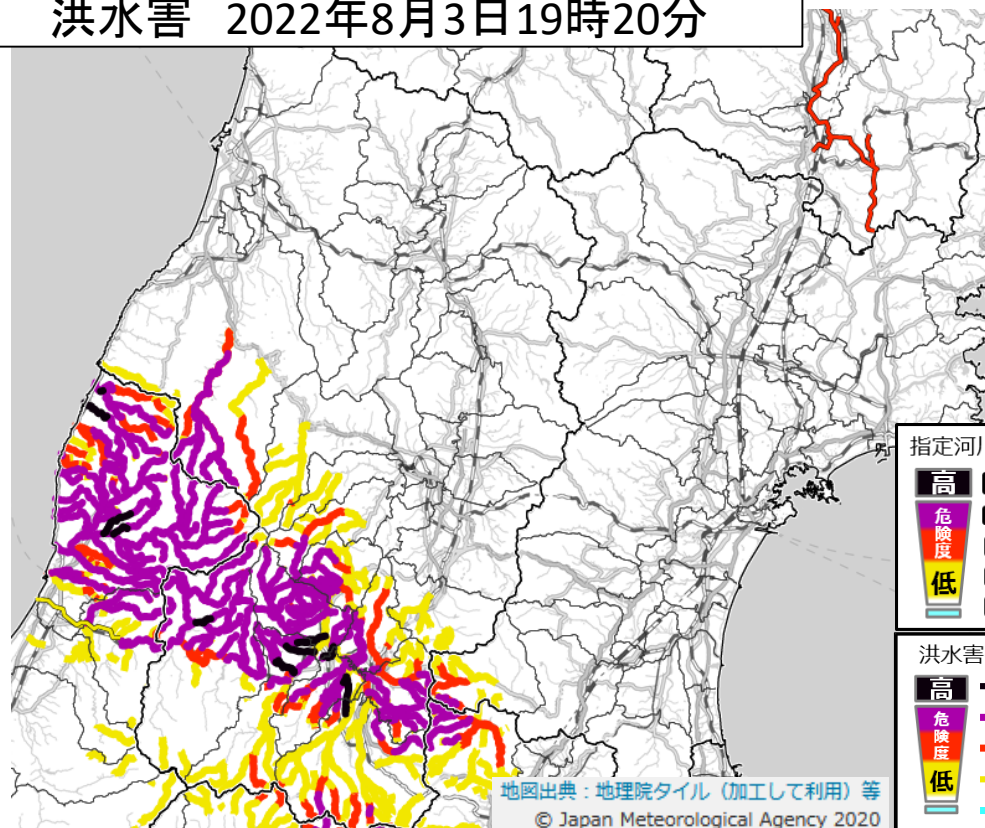 洪水害 2022年8月3日19時20分
指定河川
高
危険度
低
洪水害
高
危険度
低
地図出典：地理院タイル（加工して利用）等
© Japan Meteorological Agency 2020